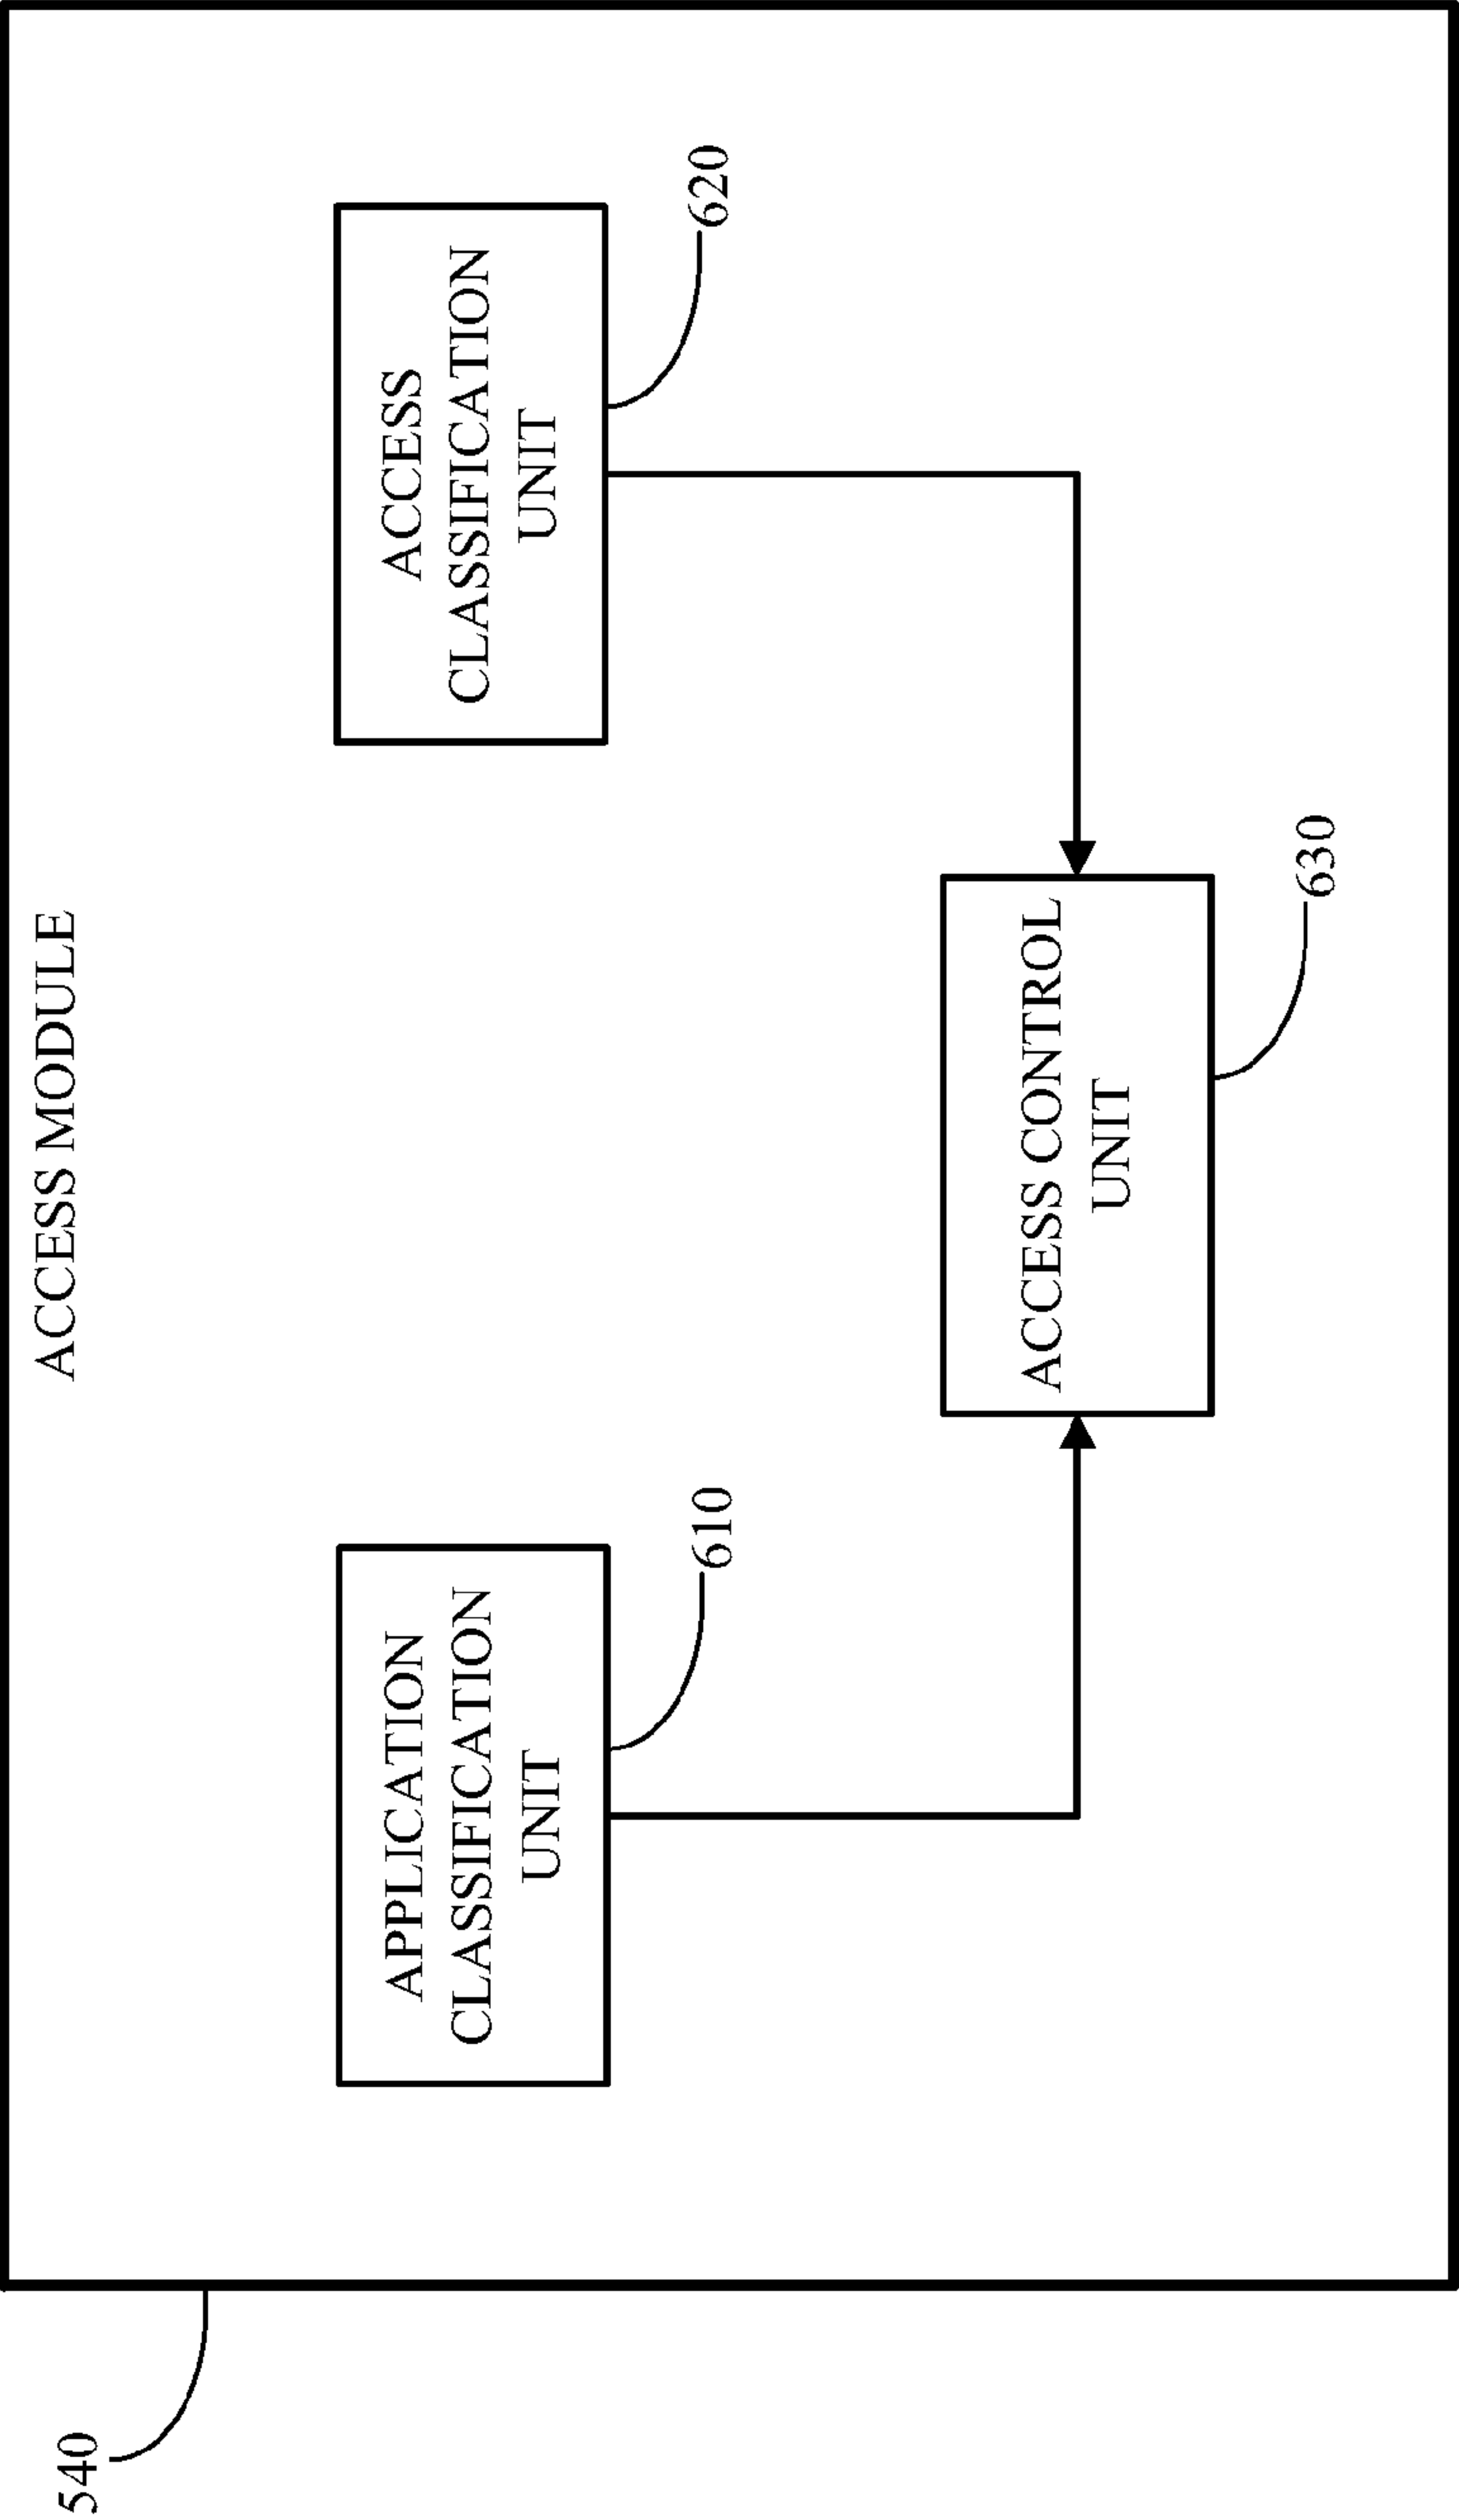 540
ACCESS MODULE
APPLICATION
CLASSIFICATION
UNIT
610
ACCESS
CLASSIFICATION
UNIT
620
ACCESS CONTROL
UNIT
630